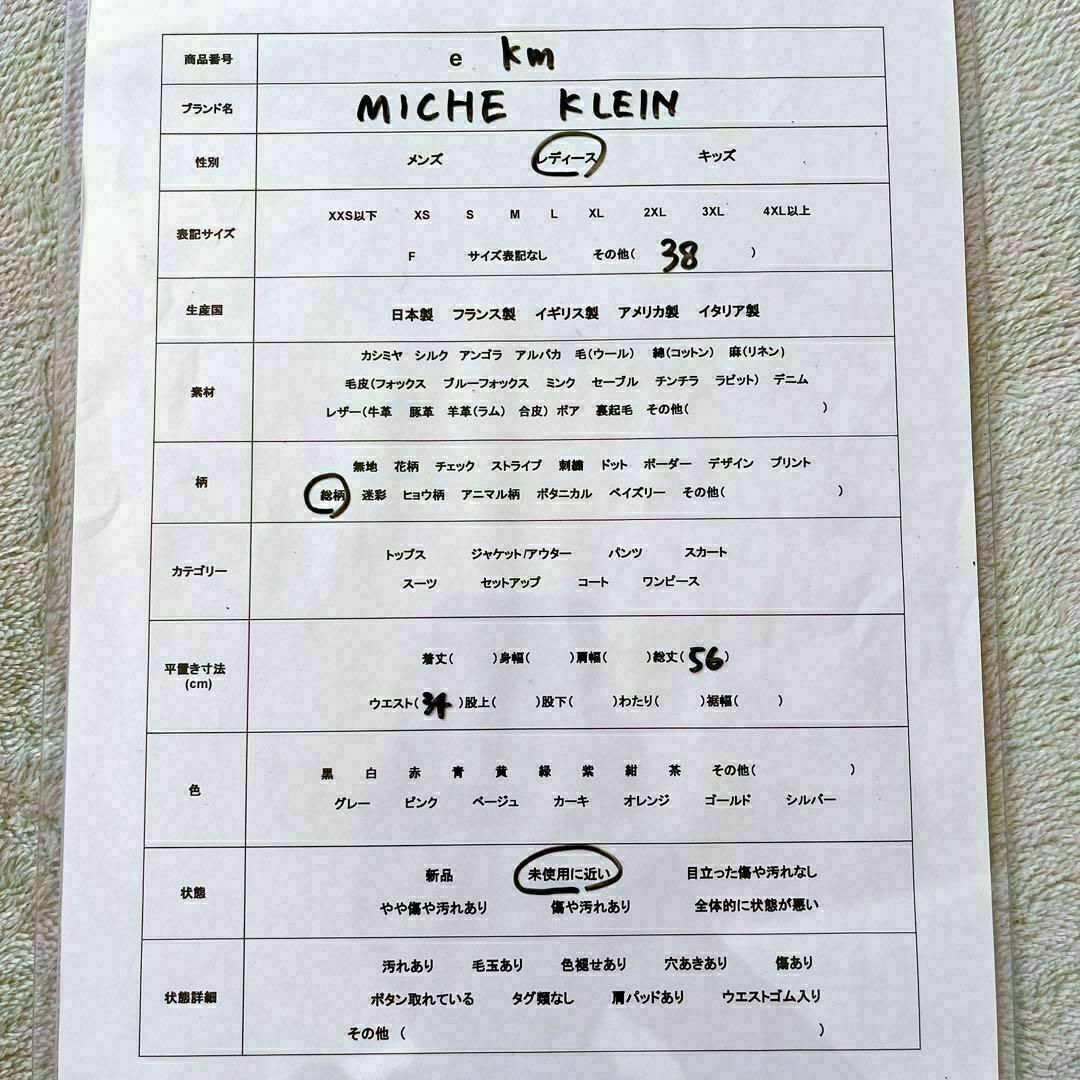 商品番号 e km
ブランド名 MICHE KLEIN
性別 メンズ レディース キッズ
表記サイズ XXS以下 XS S M L XL 2XL 3XL 4XL以上
F サイズ表記なし その他( 38 )
生産国 日本製 フランス製 イギリス製 アメリカ製 イタリア製
素材 カシミヤ シルク アンゴラ アルパカ 毛(ウール) 綿(コットン) 麻(リネン)
毛皮(フォックス ブルーフォックス ミンク セーブル チンチラ ラビット) デニム
レザー(牛革 豚革 羊革(ラム) 合皮) ボア 裏起毛 その他( )
柄 無地 花柄 チェック ストライプ 刺繍 ドット ボーダー デザイン プリント
総柄 迷彩 ヒョウ柄 アニマル柄 ボタニカル ペイズリー その他( )
カテゴリー トップス ジャケット/アウター パンツ スカート
スーツ セットアップ コート ワンピース
平置き寸法 (cm) 着丈( )身幅( )肩幅( )総丈( 56 )
ウエスト( 34 )股上( )股下( )わたり( )裾幅( )
色 黒 白 赤 青 黄 緑 紫 紺 茶 その他( )
グレー ピンク ベージュ カーキ オレンジ ゴールド シルバー
状態 新品 未使用に近い 目立った傷や汚れなし
やや傷や汚れあり 傷や汚れあり 全体的に状態が悪い
状態詳細 汚れあり 毛玉あり 色褪せあり 穴あきあり 傷あり
ボタン取れている タグ類なし 肩パッドあり ウエストゴム入り
その他 ( )